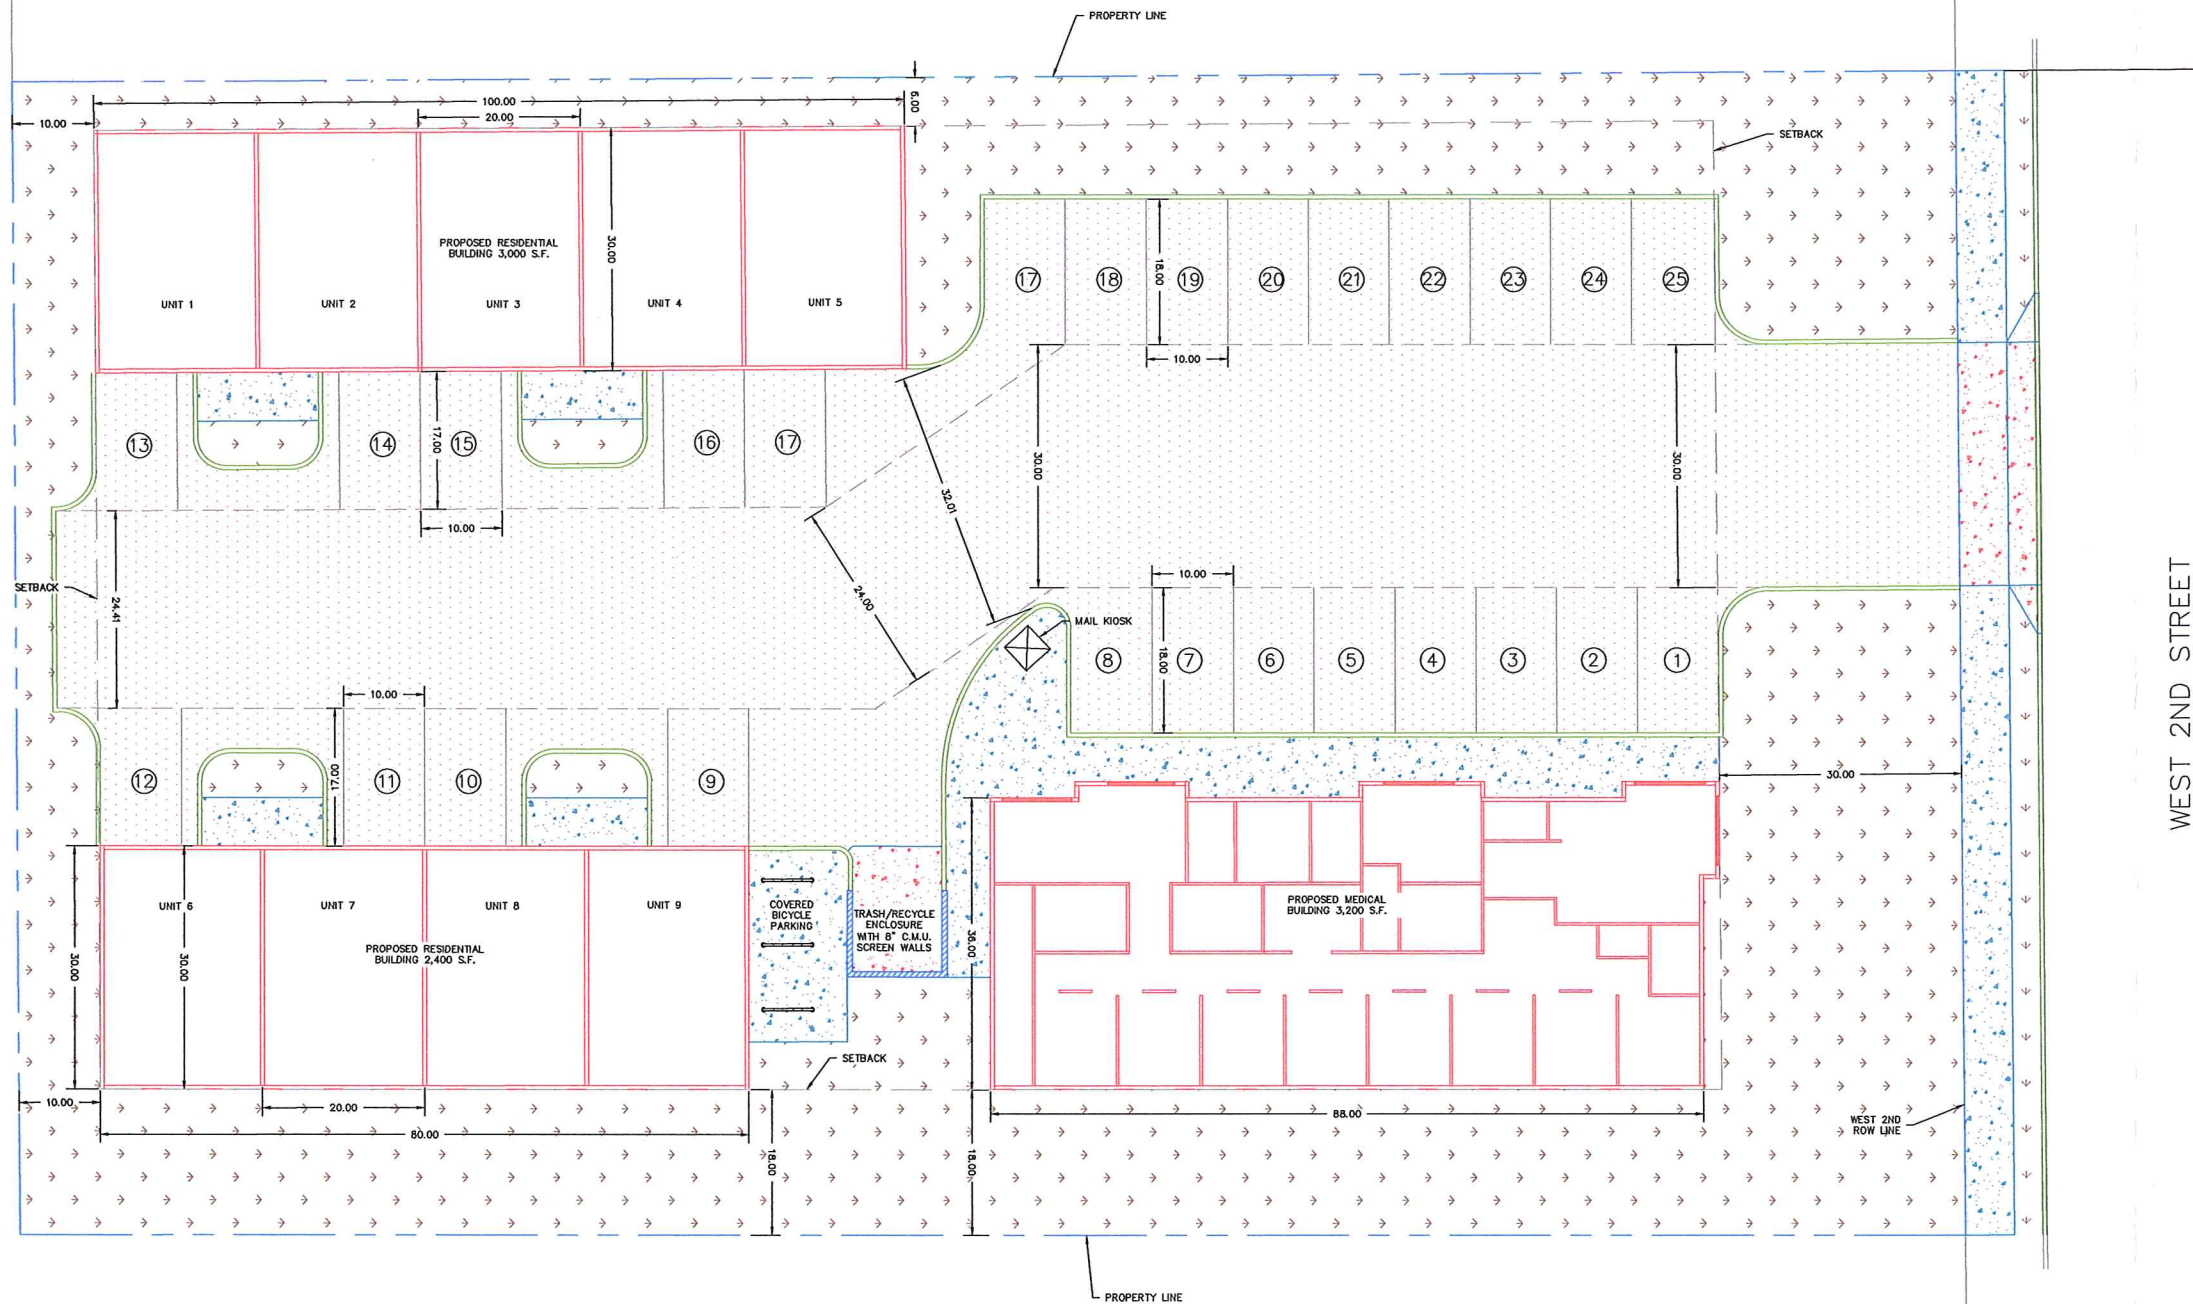 PROPERTY LINE
100.00
6.00
10.00
20.00
SETBACK
PROPOSED RESIDENTIAL
BUILDING 3,000 S.F.
30.00
UNIT 1
UNIT 2
UNIT 3
UNIT 4
UNIT 5
17
18
18.00
19
20
21
22
23
24
25
10.00
13
14
15
17.00
16
17
10.00
32.01
30.00
30.00
SETBACK
24.41
24.00
10.00
MAIL KIOSK
8
18.00
7
6
5
4
3
2
1
WEST 2ND STREET
10.00
12
17.00
11
10
9
30.00
UNIT 6
UNIT 7
UNIT 8
UNIT 9
PROPOSED RESIDENTIAL
BUILDING 2,400 S.F.
30.00
30.00
COVERED
BICYCLE
PARKING
TRASH/RECYCLE
ENCLOSURE
WITH 8" C.M.U.
SCREEN WALLS
36.00
PROPOSED MEDICAL
BUILDING 3,200 S.F.
SETBACK
10.00
20.00
80.00
18.00
18.00
88.00
WEST 2ND
ROW LINE
PROPERTY LINE